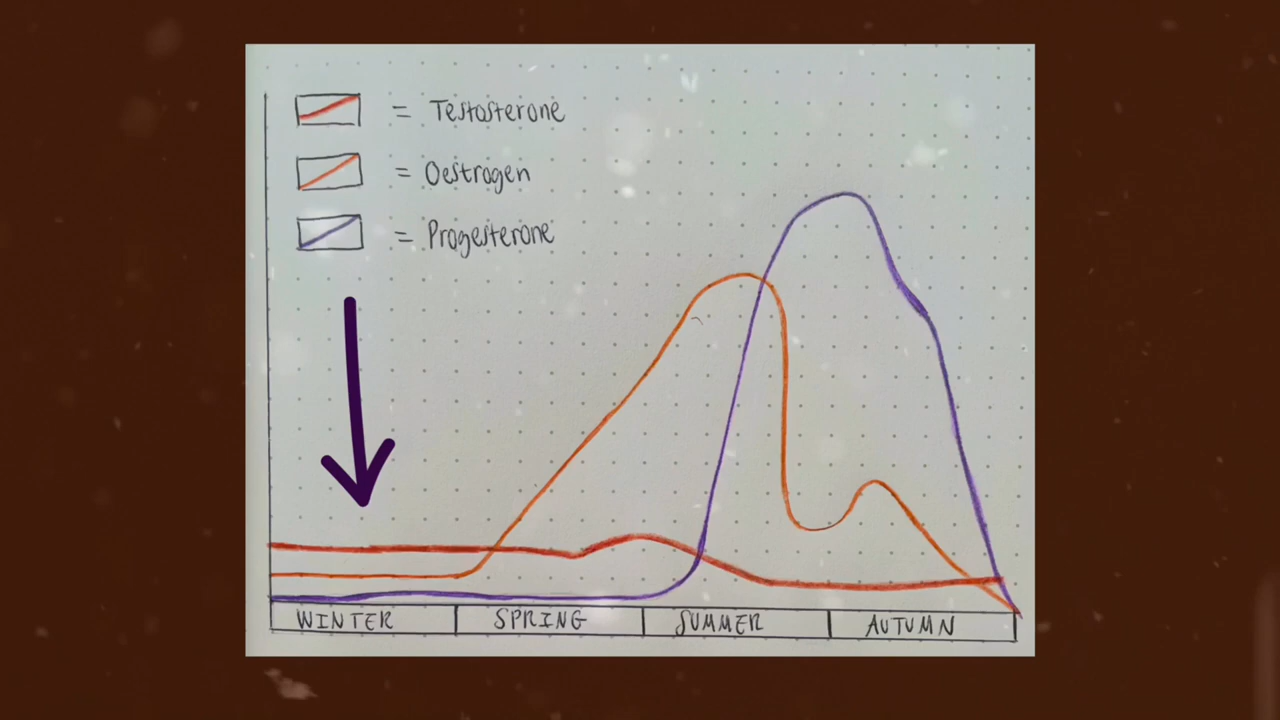 = Testosterone
= Oestrogen
= Progesterone
WINTER SPRING SUMMER AUTUMN